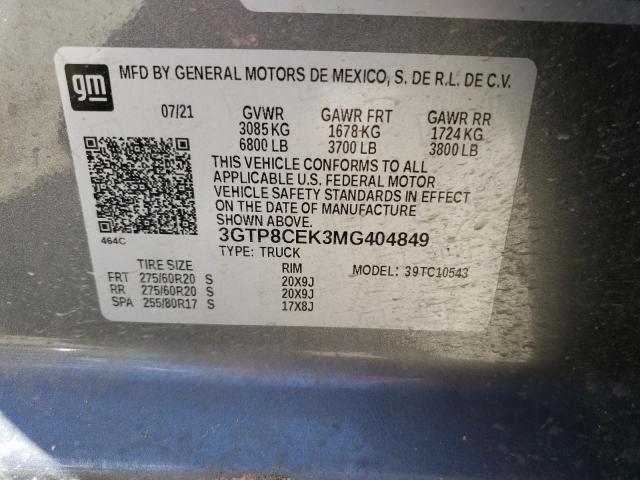 gm
MFD BY GENERAL MOTORS DE MEXICO, S. DE R.L. DE C.V.
07/21 GVWR GAWR FRT GAWR RR
3085 KG 1678 KG 1724 KG
6800 LB 3700 LB 3800 LB
THIS VEHICLE CONFORMS TO ALL
APPLICABLE U.S. FEDERAL MOTOR
VEHICLE SAFETY STANDARDS IN EFFECT
ON THE DATE OF MANUFACTURE
SHOWN ABOVE.
464C
3GTP8CEK3MG404849
TYPE: TRUCK
TIRE SIZE RIM MODEL: 39TC10543
FRT 275/60R20 S 20X9J
RR 275/60R20 S 20X9J
SPA 255/80R17 S 17X8J